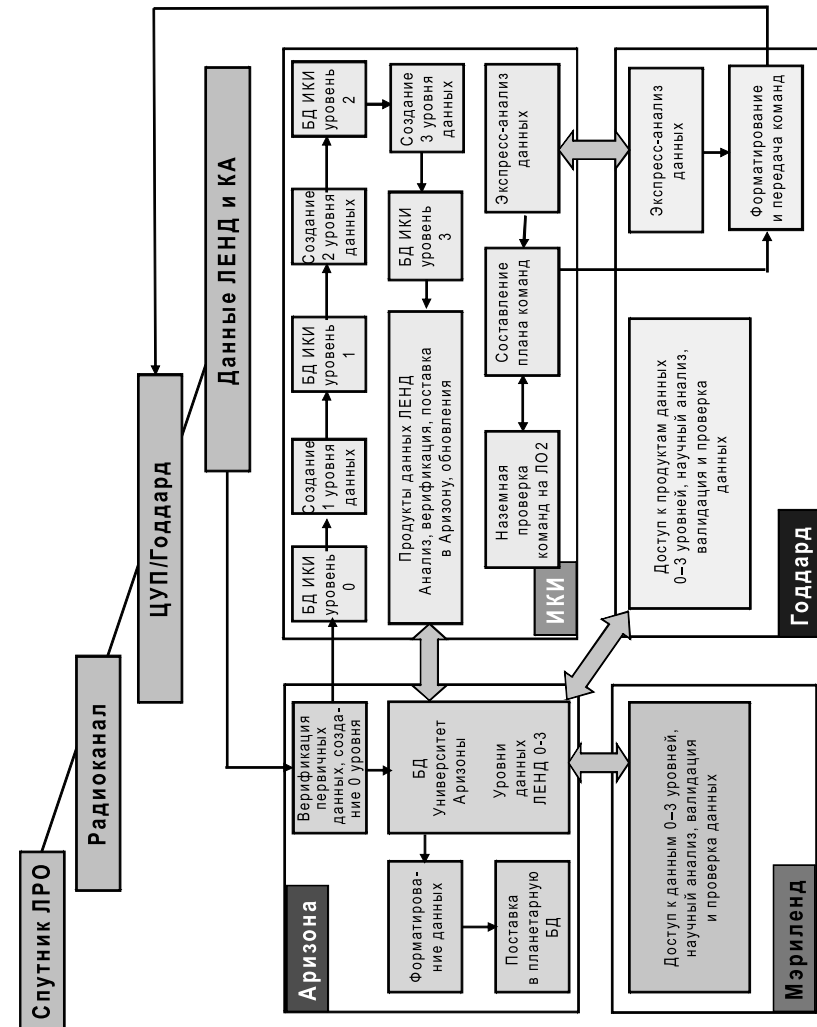 Спутник ЛРО
Радиоканал
ЦУП/Годдард
Данные ЛЕНД и КА
Аризона
Верификация
первичных
данных, созда-
ние 0 уровня
БД
Университет
Аризоны
Уровни
данных
ЛЕНД 0-3
Форматирова-
ние данных
Поставка
в планетарную
БД
ИКИ
БД ИКИ
уровень
0
Создание
1 уровня
данных
БД ИКИ
уровень
1
Создание
2 уровня
данных
БД ИКИ
уровень
2
Создание
3 уровня
данных
БД ИКИ
уровень
3
Продукты данных ЛЕНД
Анализ, верификация, поставка
в Аризону, обновления
Экспресс-анализ
данных
Составление
плана команд
Наземная
проверка
команд на ЛО2
Мэриленд
Доступ к данным 0–3 уровней,
научный анализ, валидация
и проверка данных
Годдард
Экспресс-анализ
данных
Форматирование
и передача команд
Доступ к продуктам данных
0–3 уровней, научный анализ,
валидация и проверка
данных